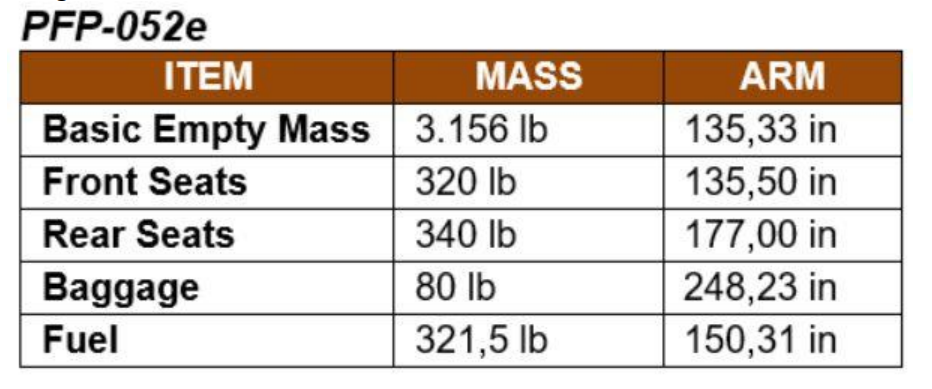 PFP-052e
ITEM MASS ARM
Basic Empty Mass 3.156 lb 135,33 in
Front Seats 320 lb 135,50 in
Rear Seats 340 lb 177,00 in
Baggage 80 lb 248,23 in
Fuel 321,5 lb 150,31 in